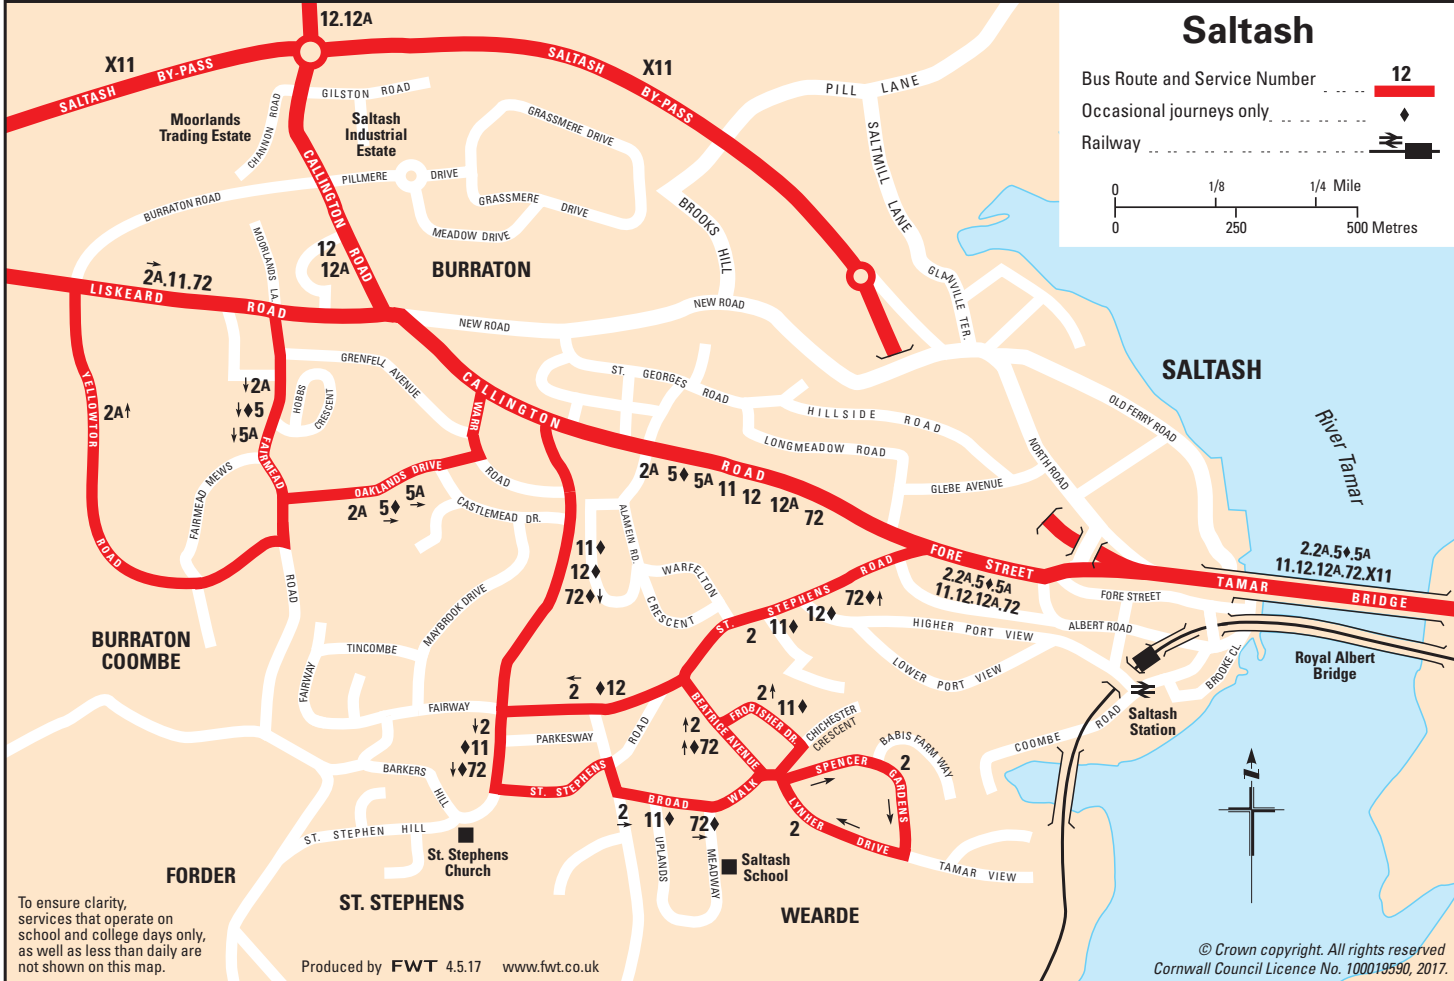 Saltash
Bus Route and Service Number
12
Occasional journeys only
♦
Railway
0
1/8
1/4 Mile
0
250
500 Metres
12.12A
X11
SALTASH
BY-PASS
SALTASH
BY-PASS
X11
PILL LANE
GILSTON ROAD
CHANNON ROAD
Moorlands
Trading Estate
Saltash
Industrial
Estate
GRASSMERE DRIVE
SALTMILL LANE
CALLINGTON ROAD
PILLMERE DRIVE
BURRATON ROAD
GRASSMERE DRIVE
MEADOW DRIVE
BROOKS HILL
MOORLANDS LA.
12
12A
BURRATON
→
2A.11.72
LISKEARD ROAD
GLANVILLE TER.
NEW ROAD
NEW ROAD
GRENFELL AVENUE
CALLINGTON ROAD
ST. GEORGES ROAD
HILLSIDE ROAD
SALTASH
OLD FERRY ROAD
River Tamar
YELLOWTOR ROAD
2A↑
↓2A
↓♦5
↓5A
HOBBS CRESCENT
WARR ROAD
LONGMEADOW ROAD
NORTH ROAD
FAIRMEAD ROAD
FAIRMEAD MEWS
OAKLANDS DRIVE
2A 5♦ 5A
→ →
2A 5♦ 5A 11 12 12A 72
GLEBE AVENUE
CASTLEMEAD DR.
ALAMEIN RD.
11♦
12♦
72♦↓
WARFELTON CRESCENT
FORE STREET
2.2A.5♦.5A
11.12.12A.72
2.2A.5♦.5A
11.12.12A.72.X11
TAMAR BRIDGE
ST. STEPHENS ROAD
72♦↑
12♦
11♦
2
FORE STREET
ALBERT ROAD
HIGHER PORT VIEW
LOWER PORT VIEW
BROOKE CL.
Royal Albert
Bridge
BURRATON
COOMBE
MAYBROOK DRIVE
TINCOMBE
FAIRWAY
FAIRWAY
←
2 ♦12
↓2
♦11
↓♦72
PARKESWAY
ROAD
BEATRICE AVENUE
↑2
↑♦72
2↑
11♦
FROBISHER DR.
CHICHESTER
CRESCENT
BABIS FARM WAY
COOMBE ROAD
Saltash
Station
BARKERS HILL
ST. STEPHENS
BROAD WALK
SPENCER GARDENS
2
LYNHER DRIVE
2
2
→
11♦
72♦
→
ST. STEPHEN HILL
St. Stephens
Church
UPLANDS
MEADWAY
Saltash
School
TAMAR VIEW
N
FORDER
ST. STEPHENS
WEARDE
To ensure clarity,
services that operate on
school and college days only,
as well as less than daily are
not shown on this map.
Produced by FWT 4.5.17 www.fwt.co.uk
© Crown copyright. All rights reserved
Cornwall Council Licence No. 100019590, 2017.